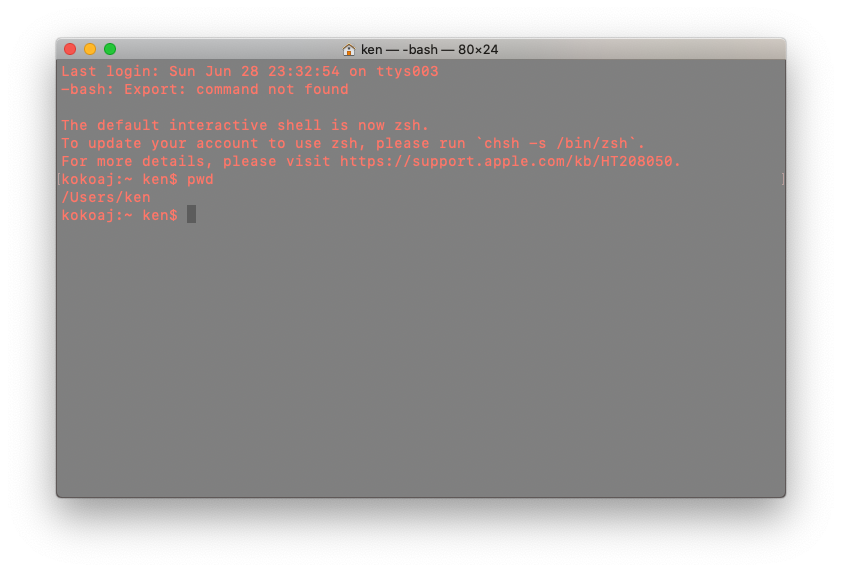 ken — -bash — 80×24
Last login: Sun Jun 28 23:32:54 on ttys003
-bash: Export: command not found
The default interactive shell is now zsh.
To update your account to use zsh, please run `chsh -s /bin/zsh`.
For more details, please visit https://support.apple.com/kb/HT208050.
[kokoaj:~ ken$ pwd ]
/Users/ken
kokoaj:~ ken$